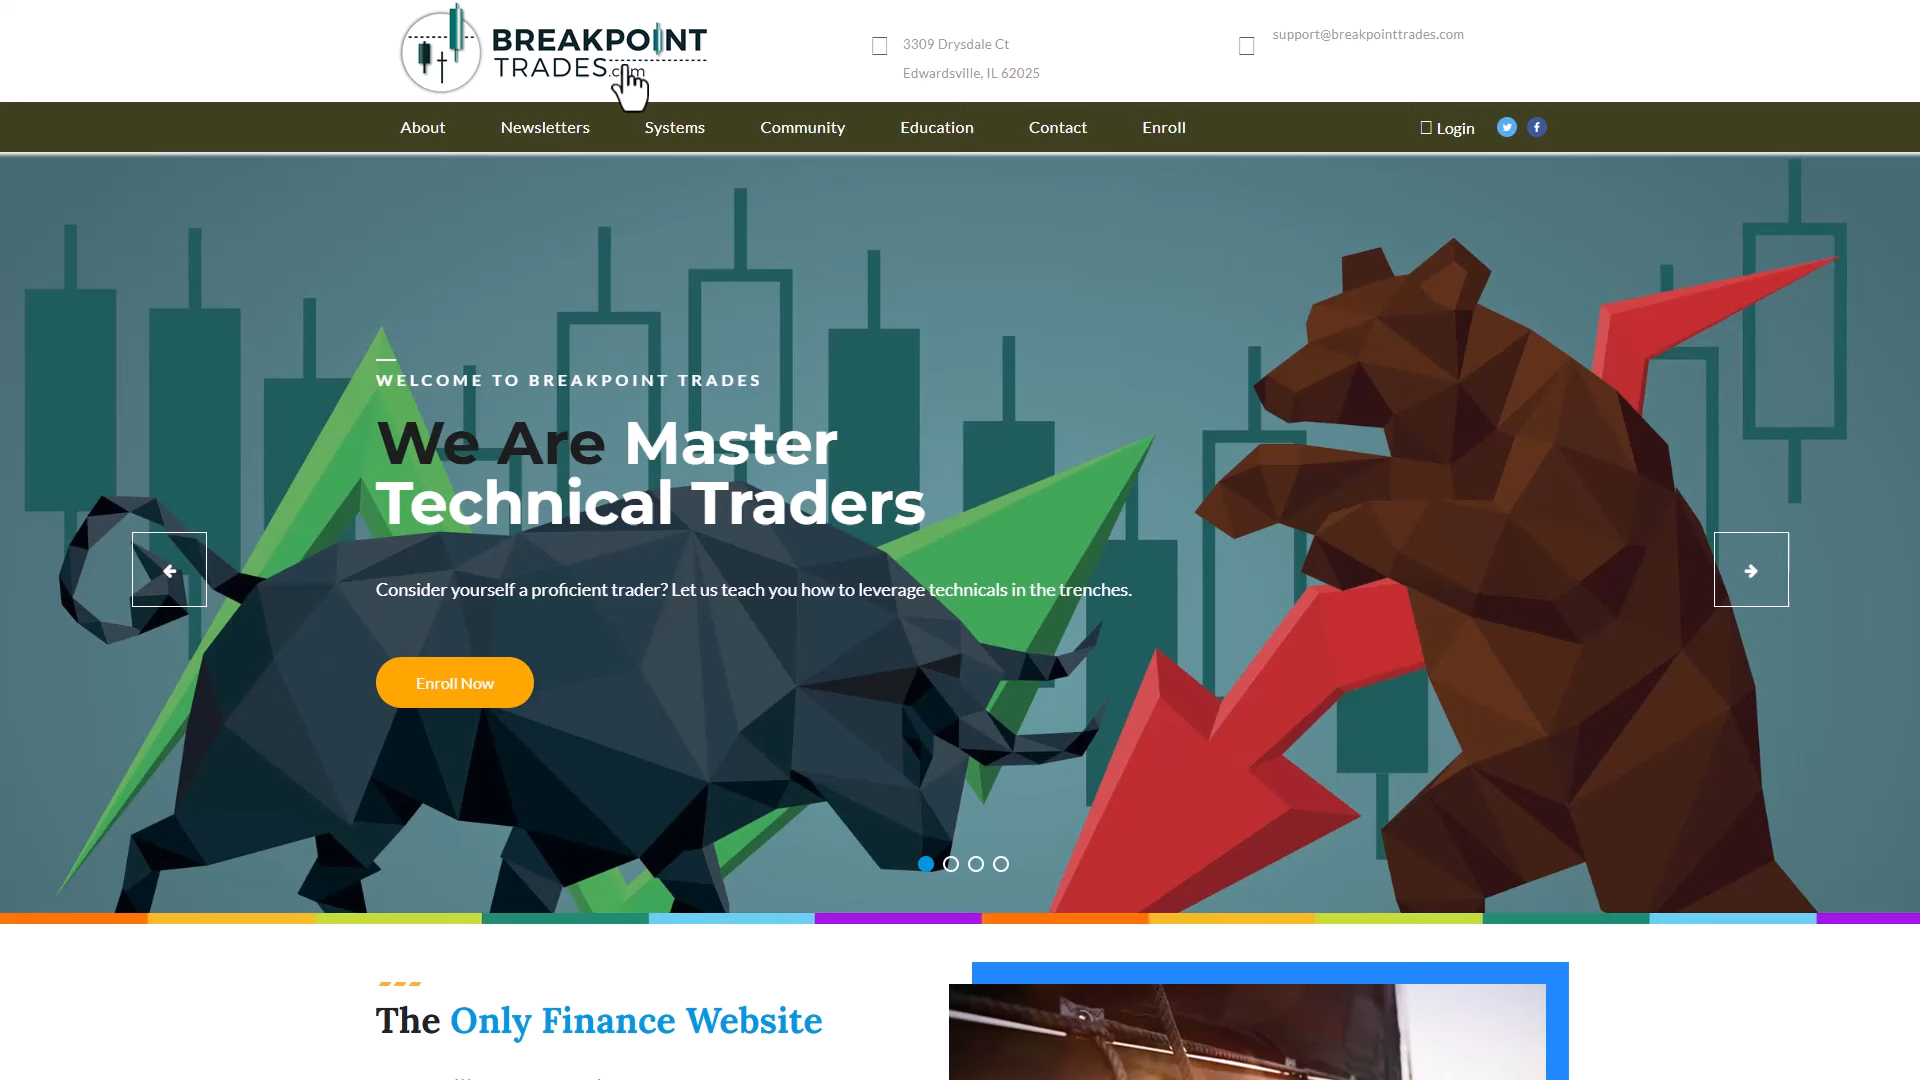 BREAKPOINT
TRADES.com
3309 Drysdale Ct
Edwardsville, IL 62025
support@breakpointtrades.com
About
Newsletters
Systems
Community
Education
Contact
Enroll
Login
WELCOME TO BREAKPOINT TRADES
We Are Master
Technical Traders
Consider yourself a proficient trader? Let us teach you how to leverage technicals in the trenches.
Enroll Now
The Only Finance Website